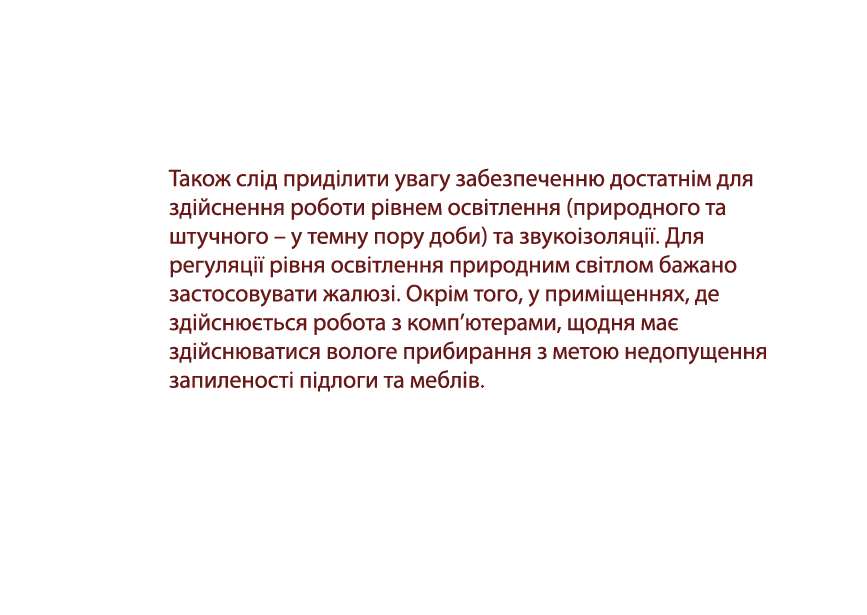 Також слід приділити увагу забезпеченню достатнім для
здійснення роботи рівнем освітлення (природного та
штучного – у темну пору доби) та звукоізоляції. Для
регуляції рівня освітлення природним світлом бажано
застосовувати жалюзі. Окрім того, у приміщеннях, де
здійснюється робота з комп’ютерами, щодня має
здійснюватися вологе прибирання з метою недопущення
запиленості підлоги та меблів.